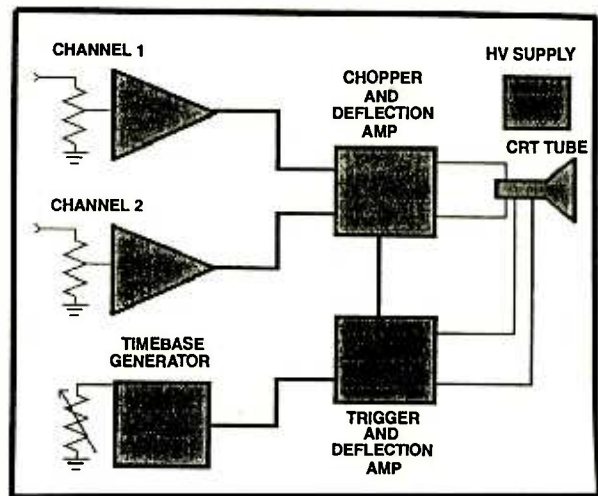 CHANNEL 1
HV SUPPLY
CHOPPER
AND
DEFLECTION
AMP
CRT TUBE
CHANNEL 2
TIMEBASE
GENERATOR
TRIGGER
AND
DEFLECTION
AMP